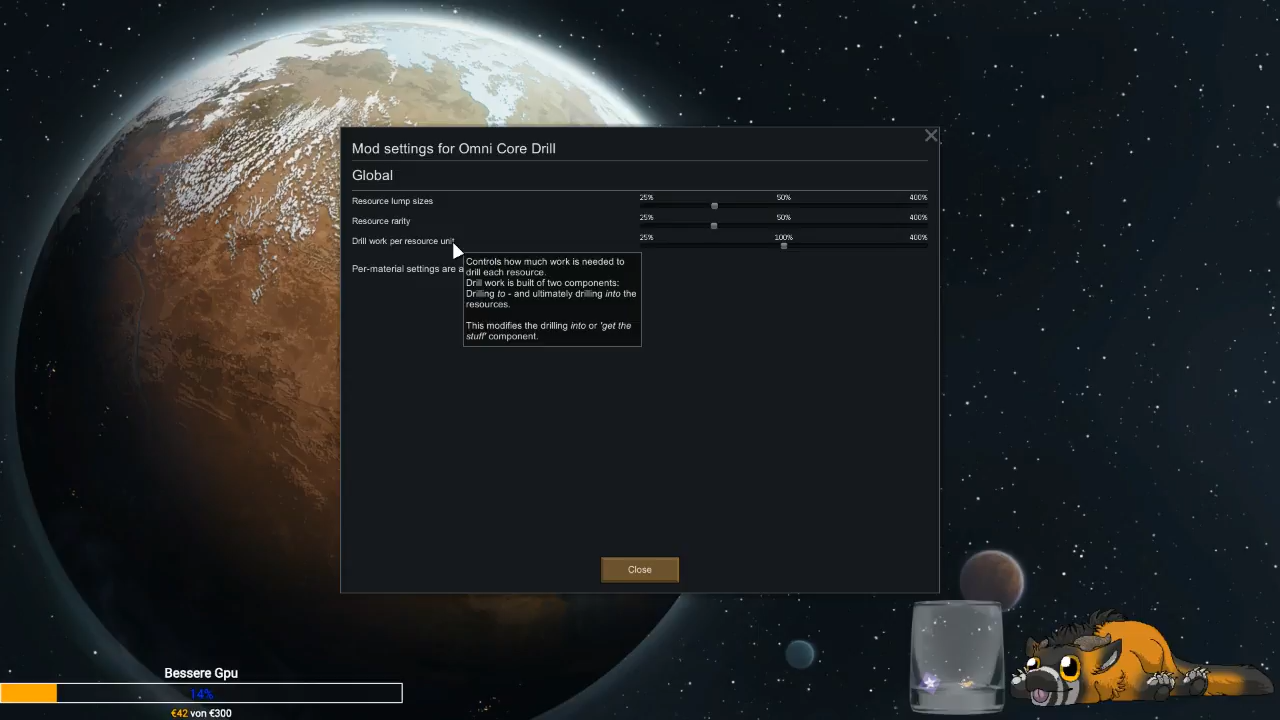 Mod settings for Omni Core Drill
Global
Resource lump sizes
25% 50% 400%
Resource rarity
25% 50% 400%
Drill work per resource unit
25% 100% 400%
Per-material settings are a
Controls how much work is needed to
drill each resource.
Drill work is built of two components:
Drilling to - and ultimately drilling into the
resources.
This modifies the drilling into or 'get the
stuff' component.
Close
Bessere Gpu
14%
€42 von €300